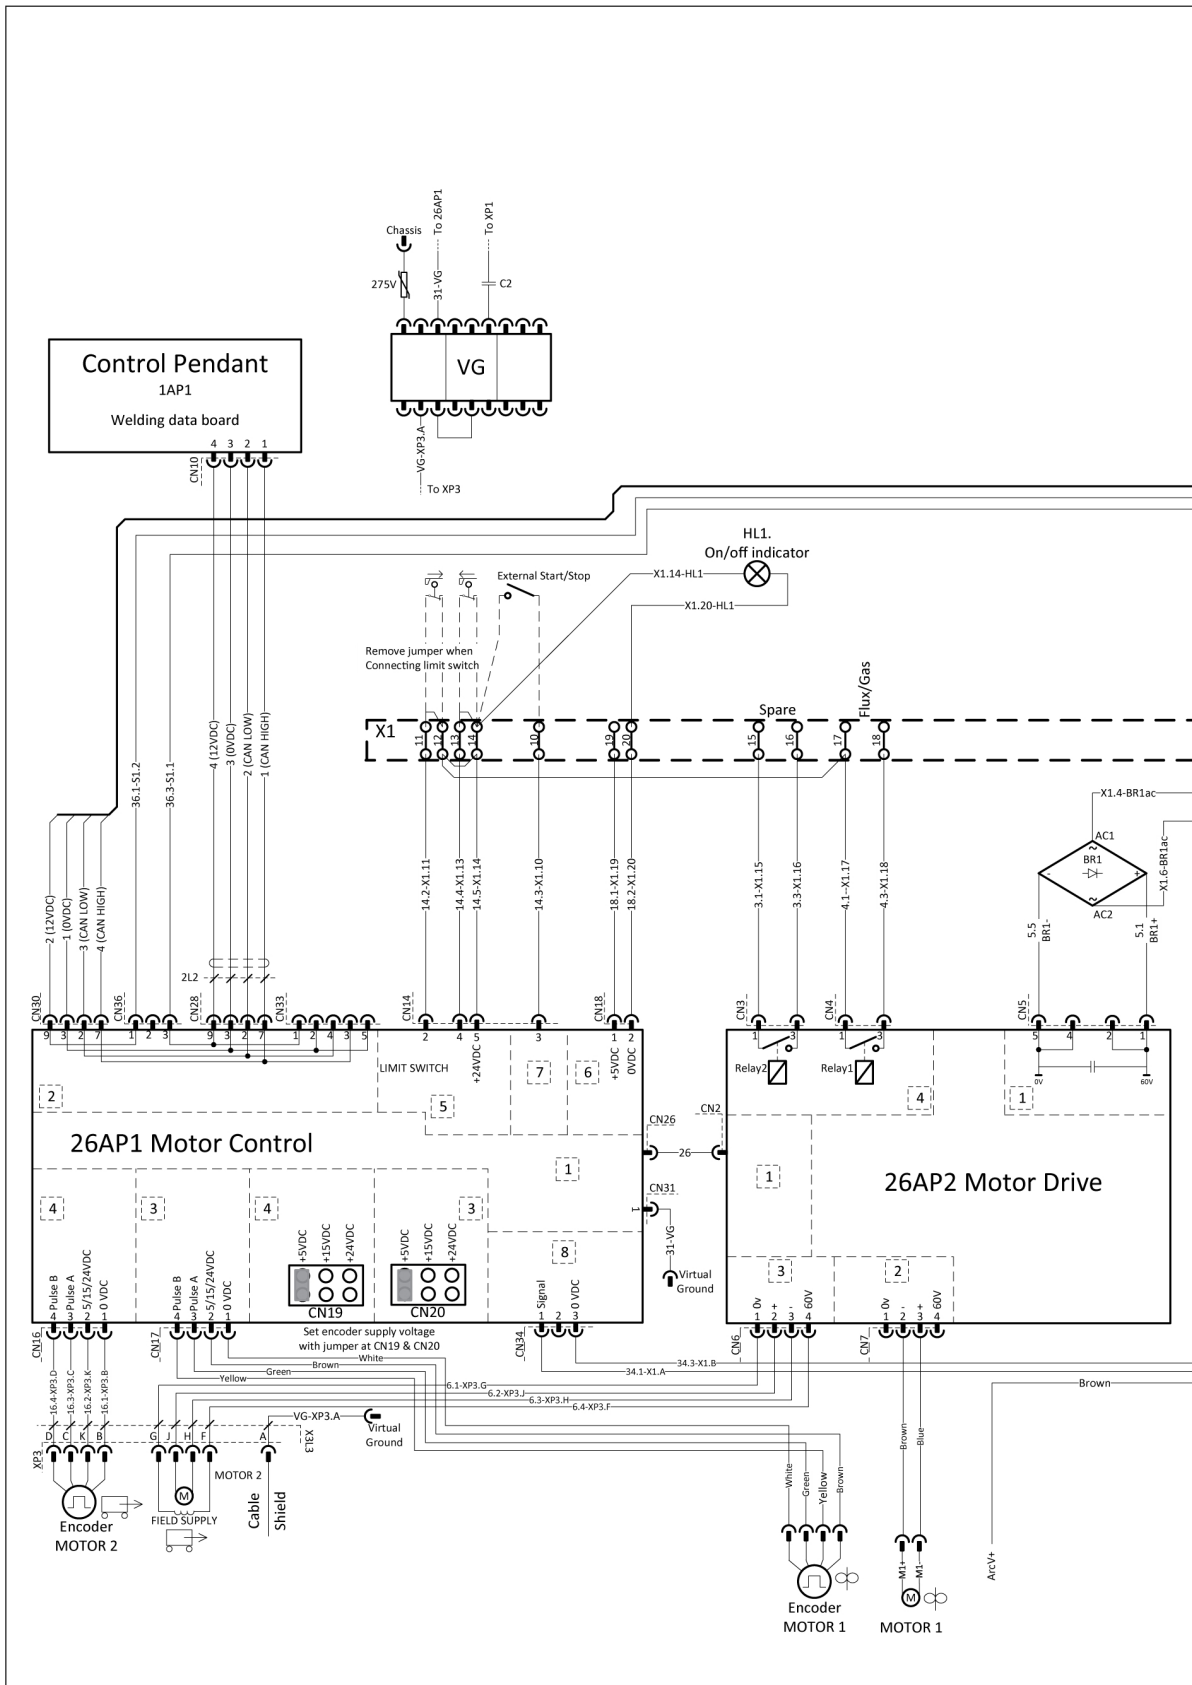 To 26AP1
To XP1
Chassis
275V
31-VG
C2
VG
VG-XP3.A
To XP3
Control Pendant
1AP1
Welding data board
4 3 2 1
CN10
HL1.
On/off indicator
X1.14-HL1
X1.20-HL1
External Start/Stop
Remove jumper when
Connecting limit switch
Flux/Gas
Spare
X1
11 12 13 14 10 19 20 15 16 17 18
36.1-S1.2
36.3-S1.1
4 (12VDC)
3 (0VDC)
2 (CAN LOW)
1 (CAN HIGH)
2 (12VDC)
1 (0VDC)
3 (CAN LOW)
4 (CAN HIGH)
14.2-X1.11
14.4-X1.13
14.5-X1.14
14.3-X1.10
18.1-X1.19
18.2-X1.20
3.1-X1.15
3.3-X1.16
4.1--X1.17
4.3-X1.18
X1.4-BR1ac
AC1
~
BR1
- +
~
AC2
X1.6-BR1ac
5.5
BR1-
5.1
BR1+
2L2
CN30
CN36
CN28
CN33
CN14
CN18
CN3
CN4
CN5
9 3 2 7 1 2 3 9 3 2 7 1 2 4 3 5
2 4 5 3 1 2
+24VDC
+5VDC
0VDC
LIMIT SWITCH
2
5
7
6
26AP1 Motor Control
1
4
3
4
3
8
1 3 1 3 5 4 2 1
Relay2
Relay1
0V
60V
4
1
CN26
CN2
26
CN31
1
31-VG
Virtual
Ground
1
26AP2 Motor Drive
3
2
+5VDC
+15VDC
+24VDC
CN19
+5VDC
+15VDC
+24VDC
CN20
4 Pulse B
3 Pulse A
2 5/15/24VDC
1 0 VDC
CN16
4 Pulse B
3 Pulse A
2 5/15/24VDC
1 0 VDC
CN17
Set encoder supply voltage
with jumper at CN19 & CN20
1 Signal
2
3 0 VDC
CN34
1 0v
2 +
3 -
4 60V
CN6
1 0v
2 -
3 +
4 60V
CN7
White
Brown
Green
Yellow
34.3-X1.B
34.1-X1.A
Brown
6.1-XP3.G
6.2-XP3.J
6.3-XP3.H
6.4-XP3.F
16.4-XP3.D
16.3-XP3.C
16.2-XP3.K
16.1-XP3.B
VG-XP3.A
Virtual
Ground
D C K B G J H F A
XP3
X3L3
M
MOTOR 2
FIELD SUPPLY
Encoder
MOTOR 2
Cable
Shield
White
Green
Yellow
Brown
Brown
Blue
M1+
M1-
M
Encoder
MOTOR 1
MOTOR 1
ArcV+